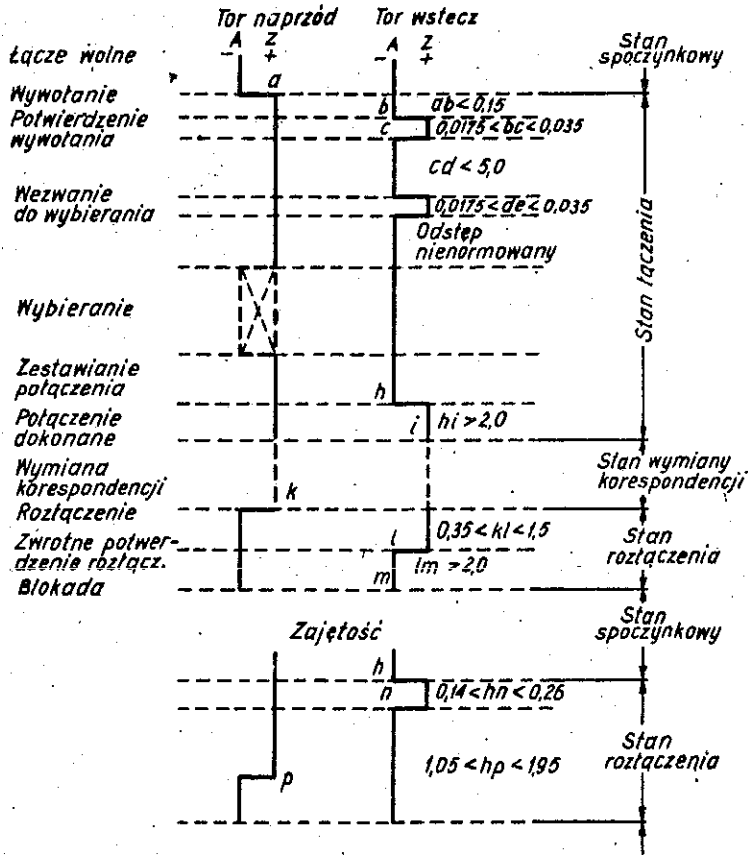 Tor naprzód Tor wstecz
A Z A Z
- + - +
Łącze wolne
Stan
spoczynkowy
a
Wywołanie
b ab < 0,15
Potwierdzenie
wywołania
c 0,0175 < bc < 0,035
cd < 5,0
Wezwanie
do wybierania
0,0175 < de < 0,035
Odstęp
nienormowany
Stan łączenia
Wybieranie
Zestawianie
połączenia
h
Połączenie
dokonane
i hi > 2,0
Wymiana
korespondencji
Stan wymiany
korespondencji
k
Rozłączenie
0,35 < kl < 1,5
Zwrotne potwier-
dzenie rozłącz.
l
lm > 2,0
Stan
rozłączenia
m
Blokada
Zajętość
Stan
spoczynkowy
h
n 0,14 < hn < 0,26
1,05 < hp < 1,95
p
Stan
rozłączenia